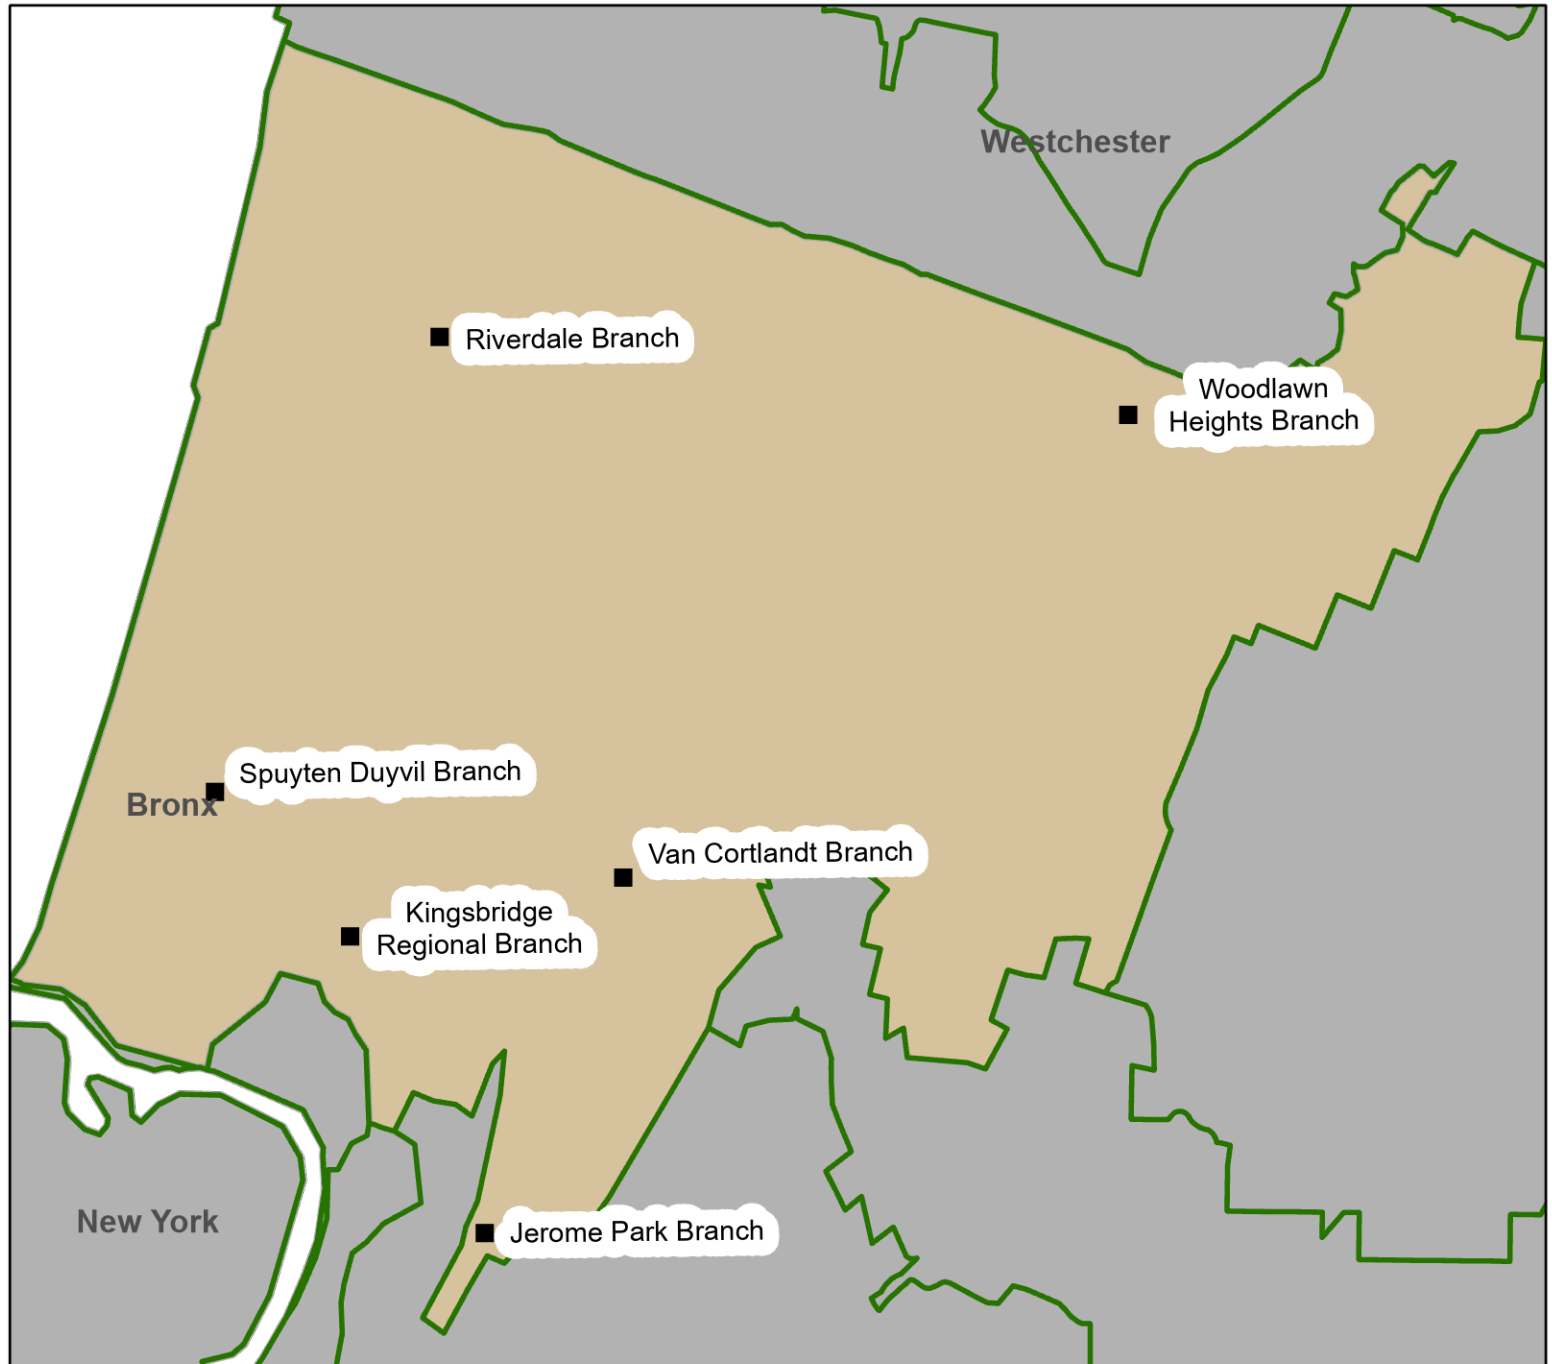 Westchester
Riverdale Branch
Woodlawn
Heights Branch
Spuyten Duyvil Branch
Bronx
Van Cortlandt Branch
Kingsbridge
Regional Branch
New York
Jerome Park Branch